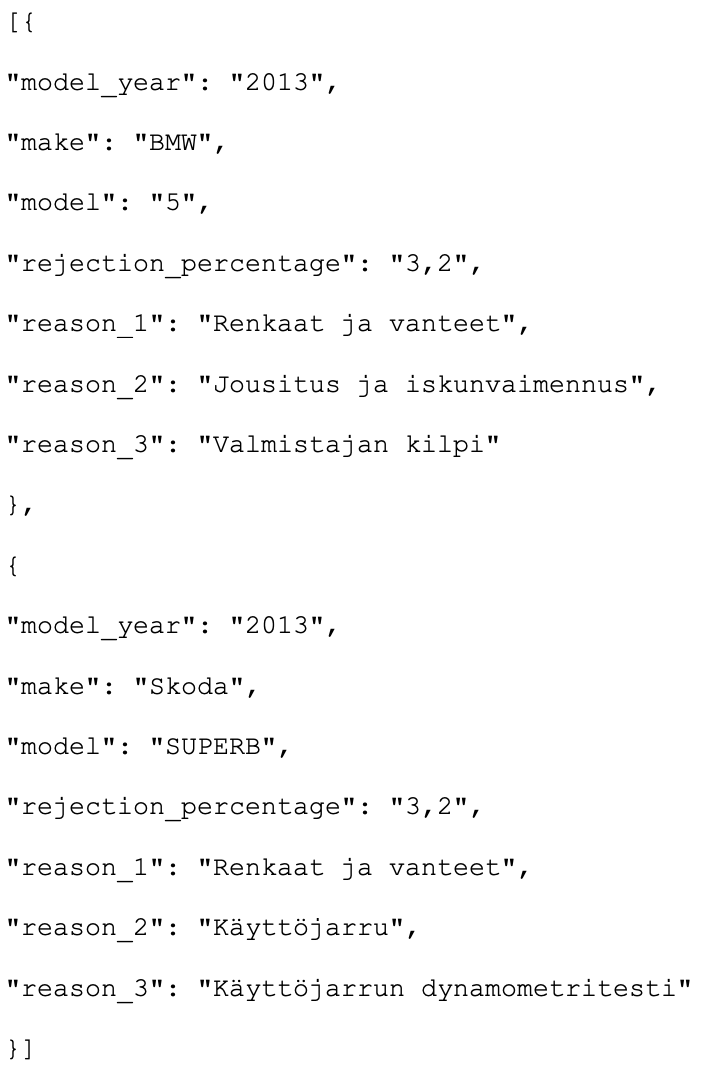 [{
"model_year": "2013",
"make": "BMW",
"model": "5",
"rejection_percentage": "3,2",
"reason_1": "Renkaat ja vanteet",
"reason_2": "Jousitus ja iskunvaimennus",
"reason_3": "Valmistajan kilpi"
},
{
"model_year": "2013",
"make": "Skoda",
"model": "SUPERB",
"rejection_percentage": "3,2",
"reason_1": "Renkaat ja vanteet",
"reason_2": "Käyttöjarru",
"reason_3": "Käyttöjarrun dynamometritesti"
}]